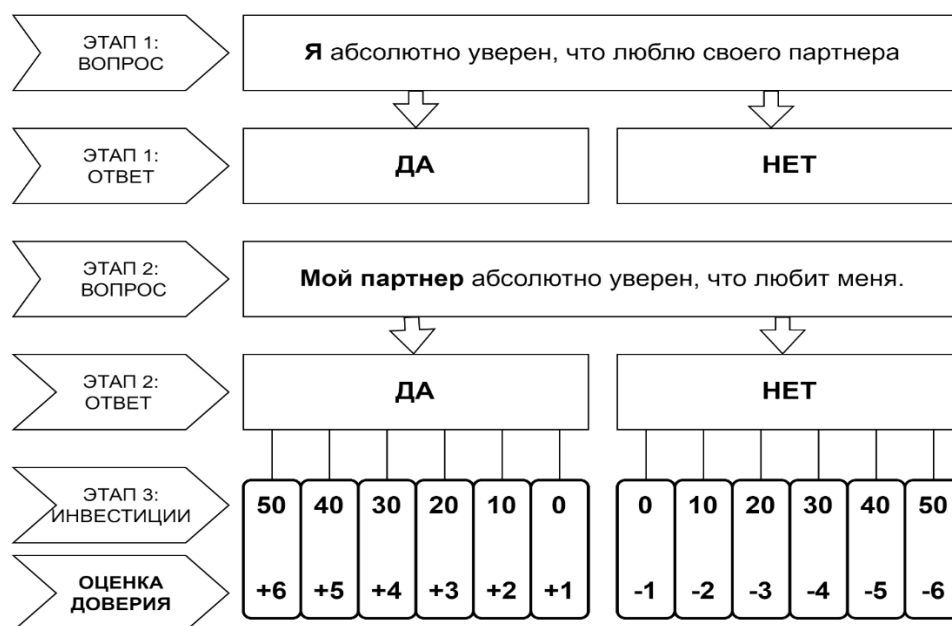 ЭТАП 1:
ВОПРОС
Я абсолютно уверен, что люблю своего партнера
ЭТАП 1:
ОТВЕТ
ДА
НЕТ
ЭТАП 2:
ВОПРОС
Мой партнер абсолютно уверен, что любит меня.
ЭТАП 2:
ОТВЕТ
ДА
НЕТ
ЭТАП 3:
ИНВЕСТИЦИИ
50 40 30 20 10 0 0 10 20 30 40 50
ОЦЕНКА
ДОВЕРИЯ
+6 +5 +4 +3 +2 +1 -1 -2 -3 -4 -5 -6